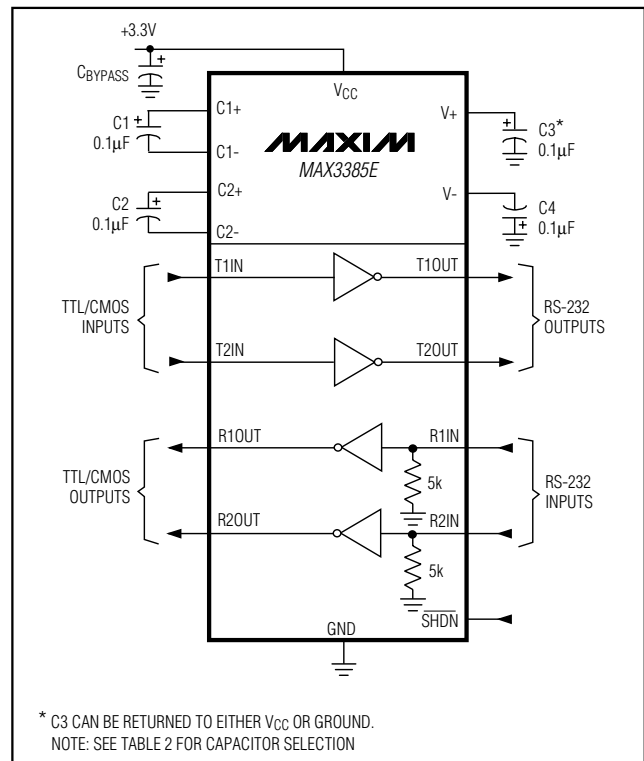 +3.3V
CBYPASS
+
VCC
C1+
C1
0.1µF
+
C1-
C2+
C2
0.1µF
+
C2-
MAXIM
MAX3385E
V+
+
C3*
0.1µF
V-
C4
0.1µF
+
T1IN
T1OUT
TTL/CMOS
INPUTS
RS-232
OUTPUTS
T2IN
T2OUT
R1OUT
R1IN
5k
TTL/CMOS
OUTPUTS
RS-232
INPUTS
R2OUT
R2IN
5k
SHDN
GND
* C3 CAN BE RETURNED TO EITHER VCC OR GROUND.
NOTE: SEE TABLE 2 FOR CAPACITOR SELECTION